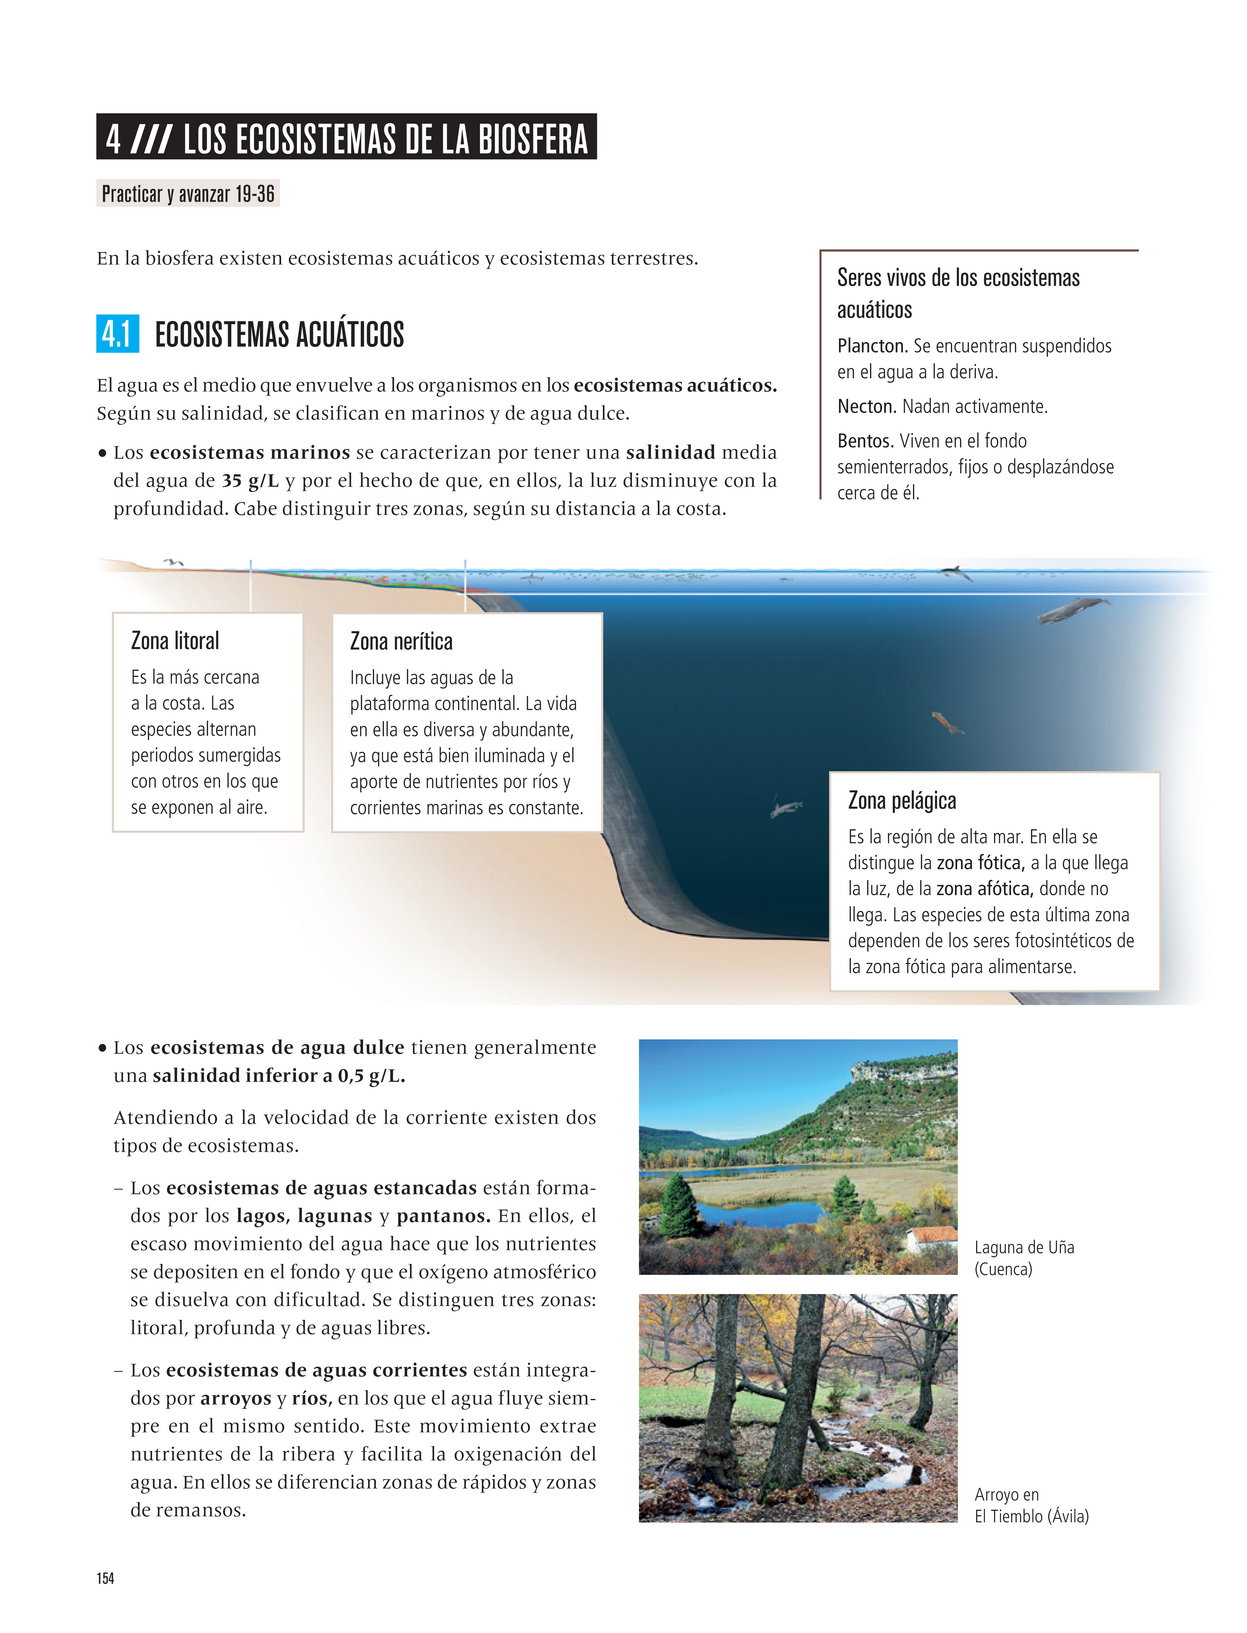 4 /// LOS ECOSISTEMAS DE LA BIOSFERA
Practicar y avanzar 19-36
En la biosfera existen ecosistemas acuáticos y ecosistemas terrestres.
4.1 ECOSISTEMAS ACUÁTICOS
El agua es el medio que envuelve a los organismos en los ecosistemas acuáticos.
Según su salinidad, se clasifican en marinos y de agua dulce.
• Los ecosistemas marinos se caracterizan por tener una salinidad media
del agua de 35 g/L y por el hecho de que, en ellos, la luz disminuye con la
profundidad. Cabe distinguir tres zonas, según su distancia a la costa.
Seres vivos de los ecosistemas
acuáticos
Plancton. Se encuentran suspendidos
en el agua a la deriva.
Necton. Nadan activamente.
Bentos. Viven en el fondo
semienterrados, fijos o desplazándose
cerca de él.
Zona litoral
Es la más cercana
a la costa. Las
especies alternan
periodos sumergidas
con otros en los que
se exponen al aire.
Zona nerítica
Incluye las aguas de la
plataforma continental. La vida
en ella es diversa y abundante,
ya que está bien iluminada y el
aporte de nutrientes por ríos y
corrientes marinas es constante.
Zona pelágica
Es la región de alta mar. En ella se
distingue la zona fótica, a la que llega
la luz, de la zona afótica, donde no
llega. Las especies de esta última zona
dependen de los seres fotosintéticos de
la zona fótica para alimentarse.
• Los ecosistemas de agua dulce tienen generalmente
una salinidad inferior a 0,5 g/L.
Atendiendo a la velocidad de la corriente existen dos
tipos de ecosistemas.
– Los ecosistemas de aguas estancadas están forma-
dos por los lagos, lagunas y pantanos. En ellos, el
escaso movimiento del agua hace que los nutrientes
se depositen en el fondo y que el oxígeno atmosférico
se disuelva con dificultad. Se distinguen tres zonas:
litoral, profunda y de aguas libres.
– Los ecosistemas de aguas corrientes están integra-
dos por arroyos y ríos, en los que el agua fluye siem-
pre en el mismo sentido. Este movimiento extrae
nutrientes de la ribera y facilita la oxigenación del
agua. En ellos se diferencian zonas de rápidos y zonas
de remansos.
Laguna de Uña
(Cuenca)
Arroyo en
El Tiemblo (Ávila)
154